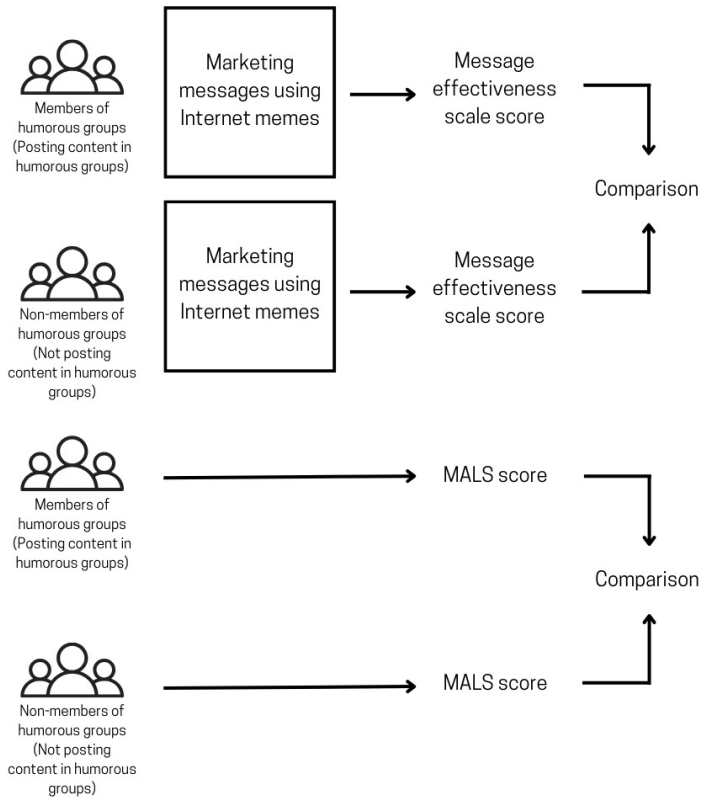 Members of
humorous groups
(Posting content in
humorous groups)
Marketing
messages using
Internet memes
Message
effectiveness
scale score
Comparison
Non-members of
humorous groups
(Not posting
content in humorous
groups)
Marketing
messages using
Internet memes
Message
effectiveness
scale score
Members of
humorous groups
(Posting content in
humorous groups)
MALS score
Comparison
Non-members of
humorous groups
(Not posting
content in humorous
groups)
MALS score